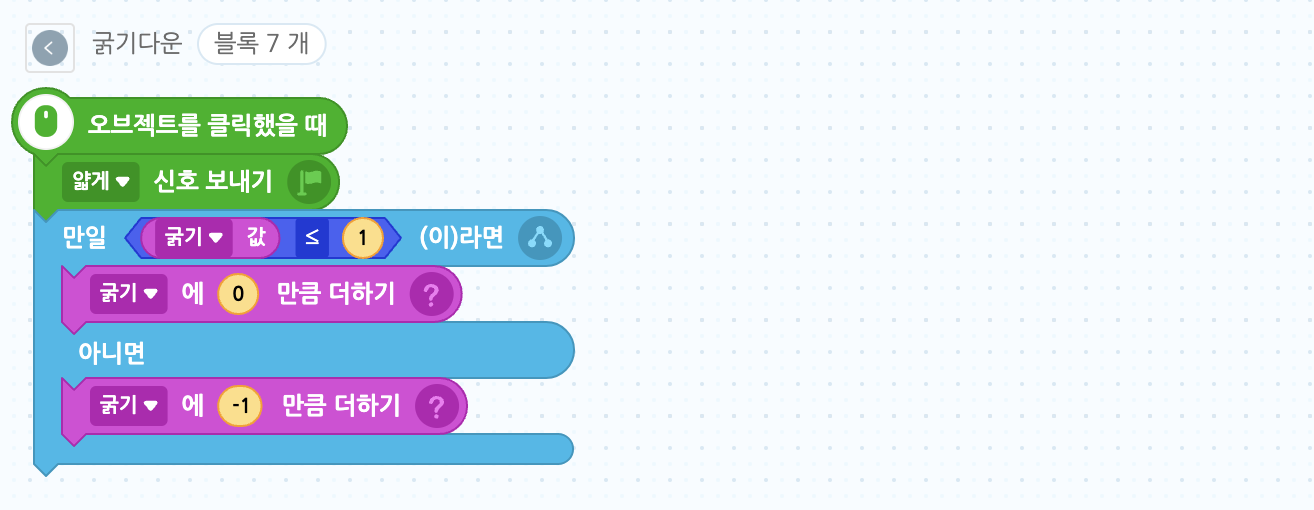 굵기다운 블록 7 개
오브젝트를 클릭했을 때
얇게 신호 보내기
만일 굵기 값 ≤ 1 (이)라면
굵기 에 0 만큼 더하기 ?
아니면
굵기 에 -1 만큼 더하기 ?